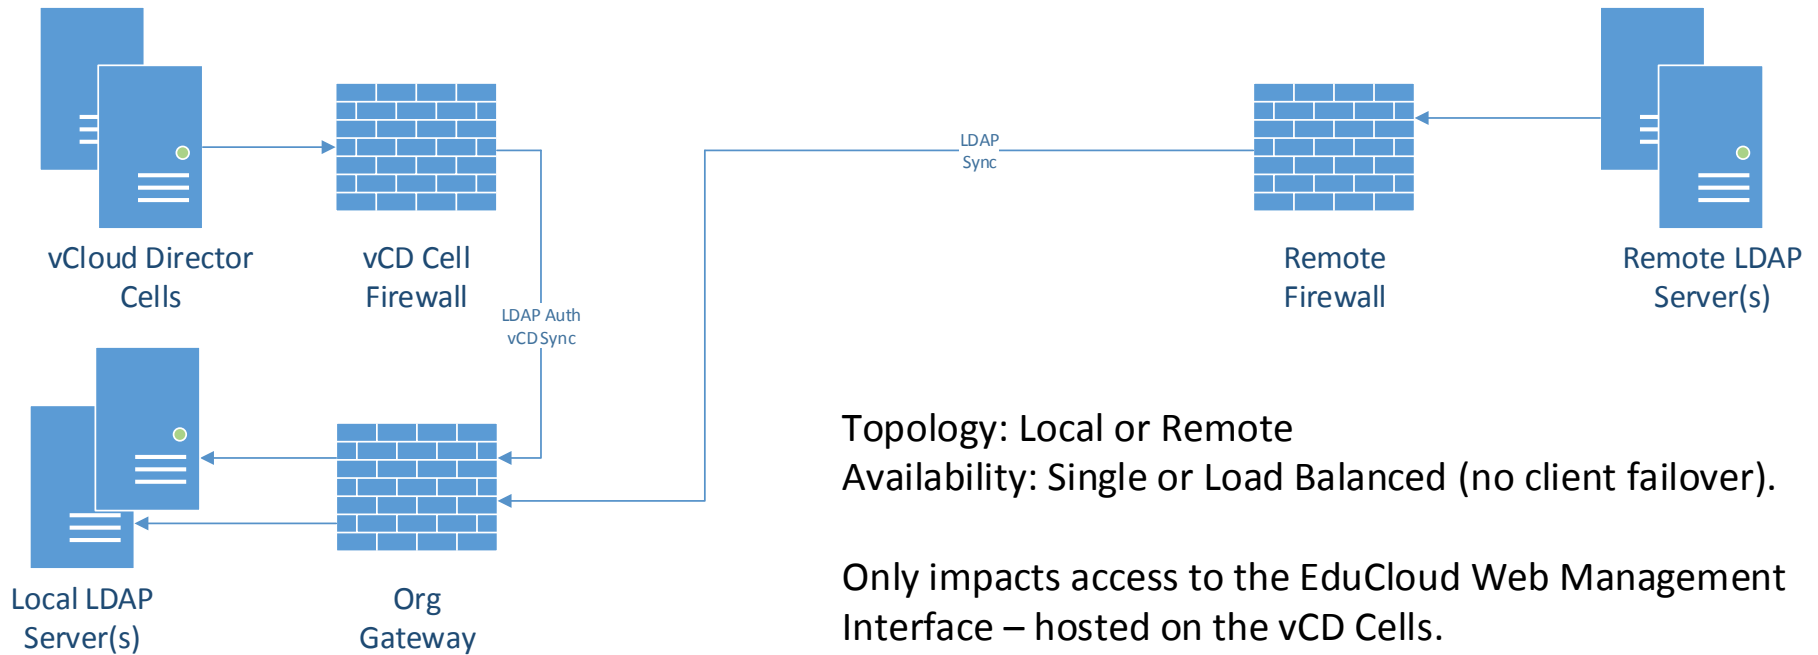 LDAP
Sync
vCloud Director
Cells
vCD Cell
Firewall
Remote
Firewall
Remote LDAP
Server(s)
LDAP Auth
vCD Sync
Topology: Local or Remote
Availability: Single or Load Balanced (no client failover).
Only impacts access to the EduCloud Web Management
Interface – hosted on the vCD Cells.
Local LDAP
Server(s)
Org
Gateway